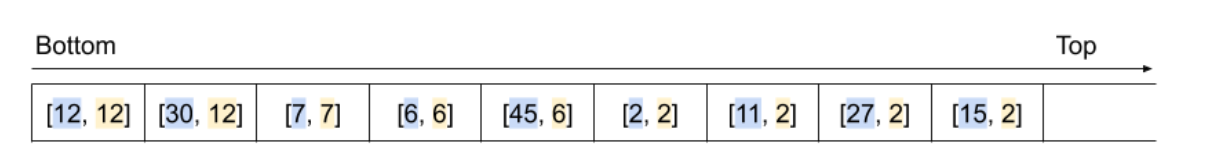 Bottom Top
[12, 12] [30, 12] [7, 7] [6, 6] [45, 6] [2, 2] [11, 2] [27, 2] [15, 2]